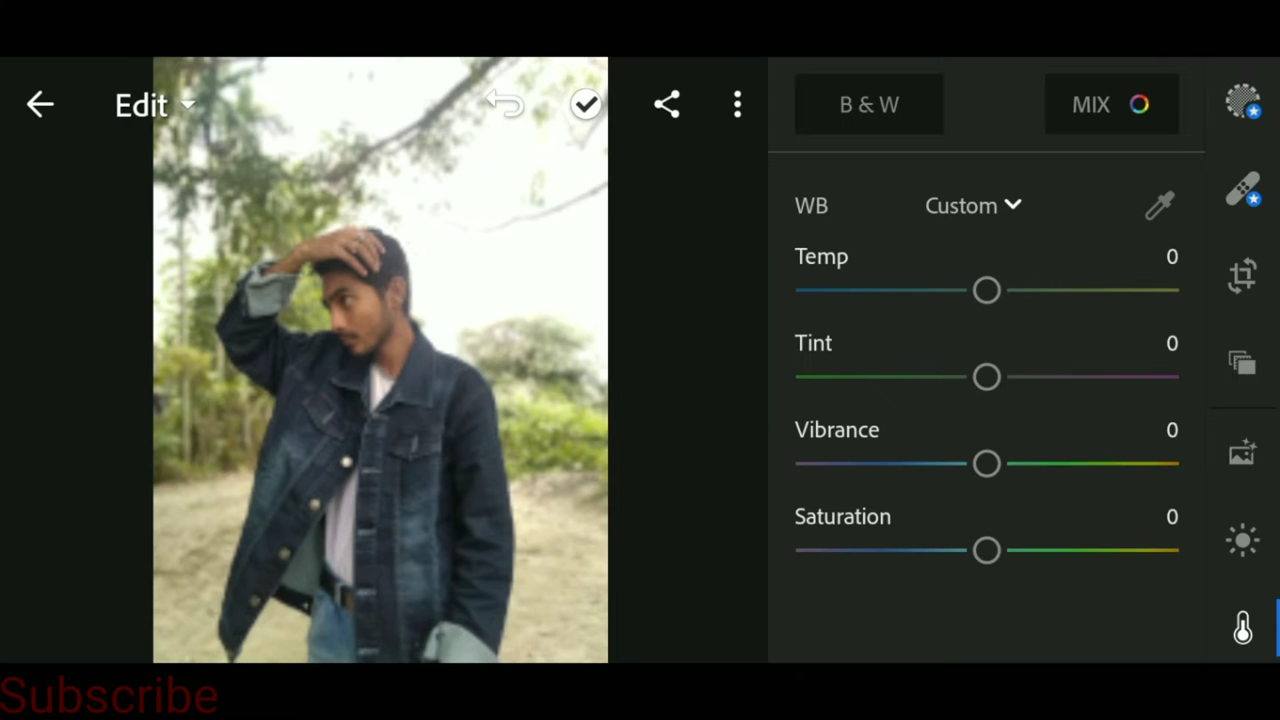 Edit
B & W
MIX
WB
Custom
Temp
0
Tint
0
Vibrance
0
Saturation
0
Subscribe